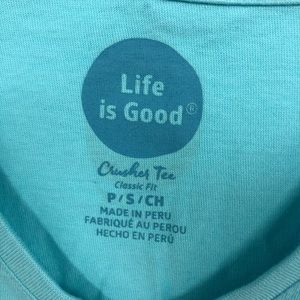 Life
is Good®
Crusher Tee
Classic Fit
P / S / CH
MADE IN PERU
FABRIQUÉ AU PEROU
HECHO EN PERÚ